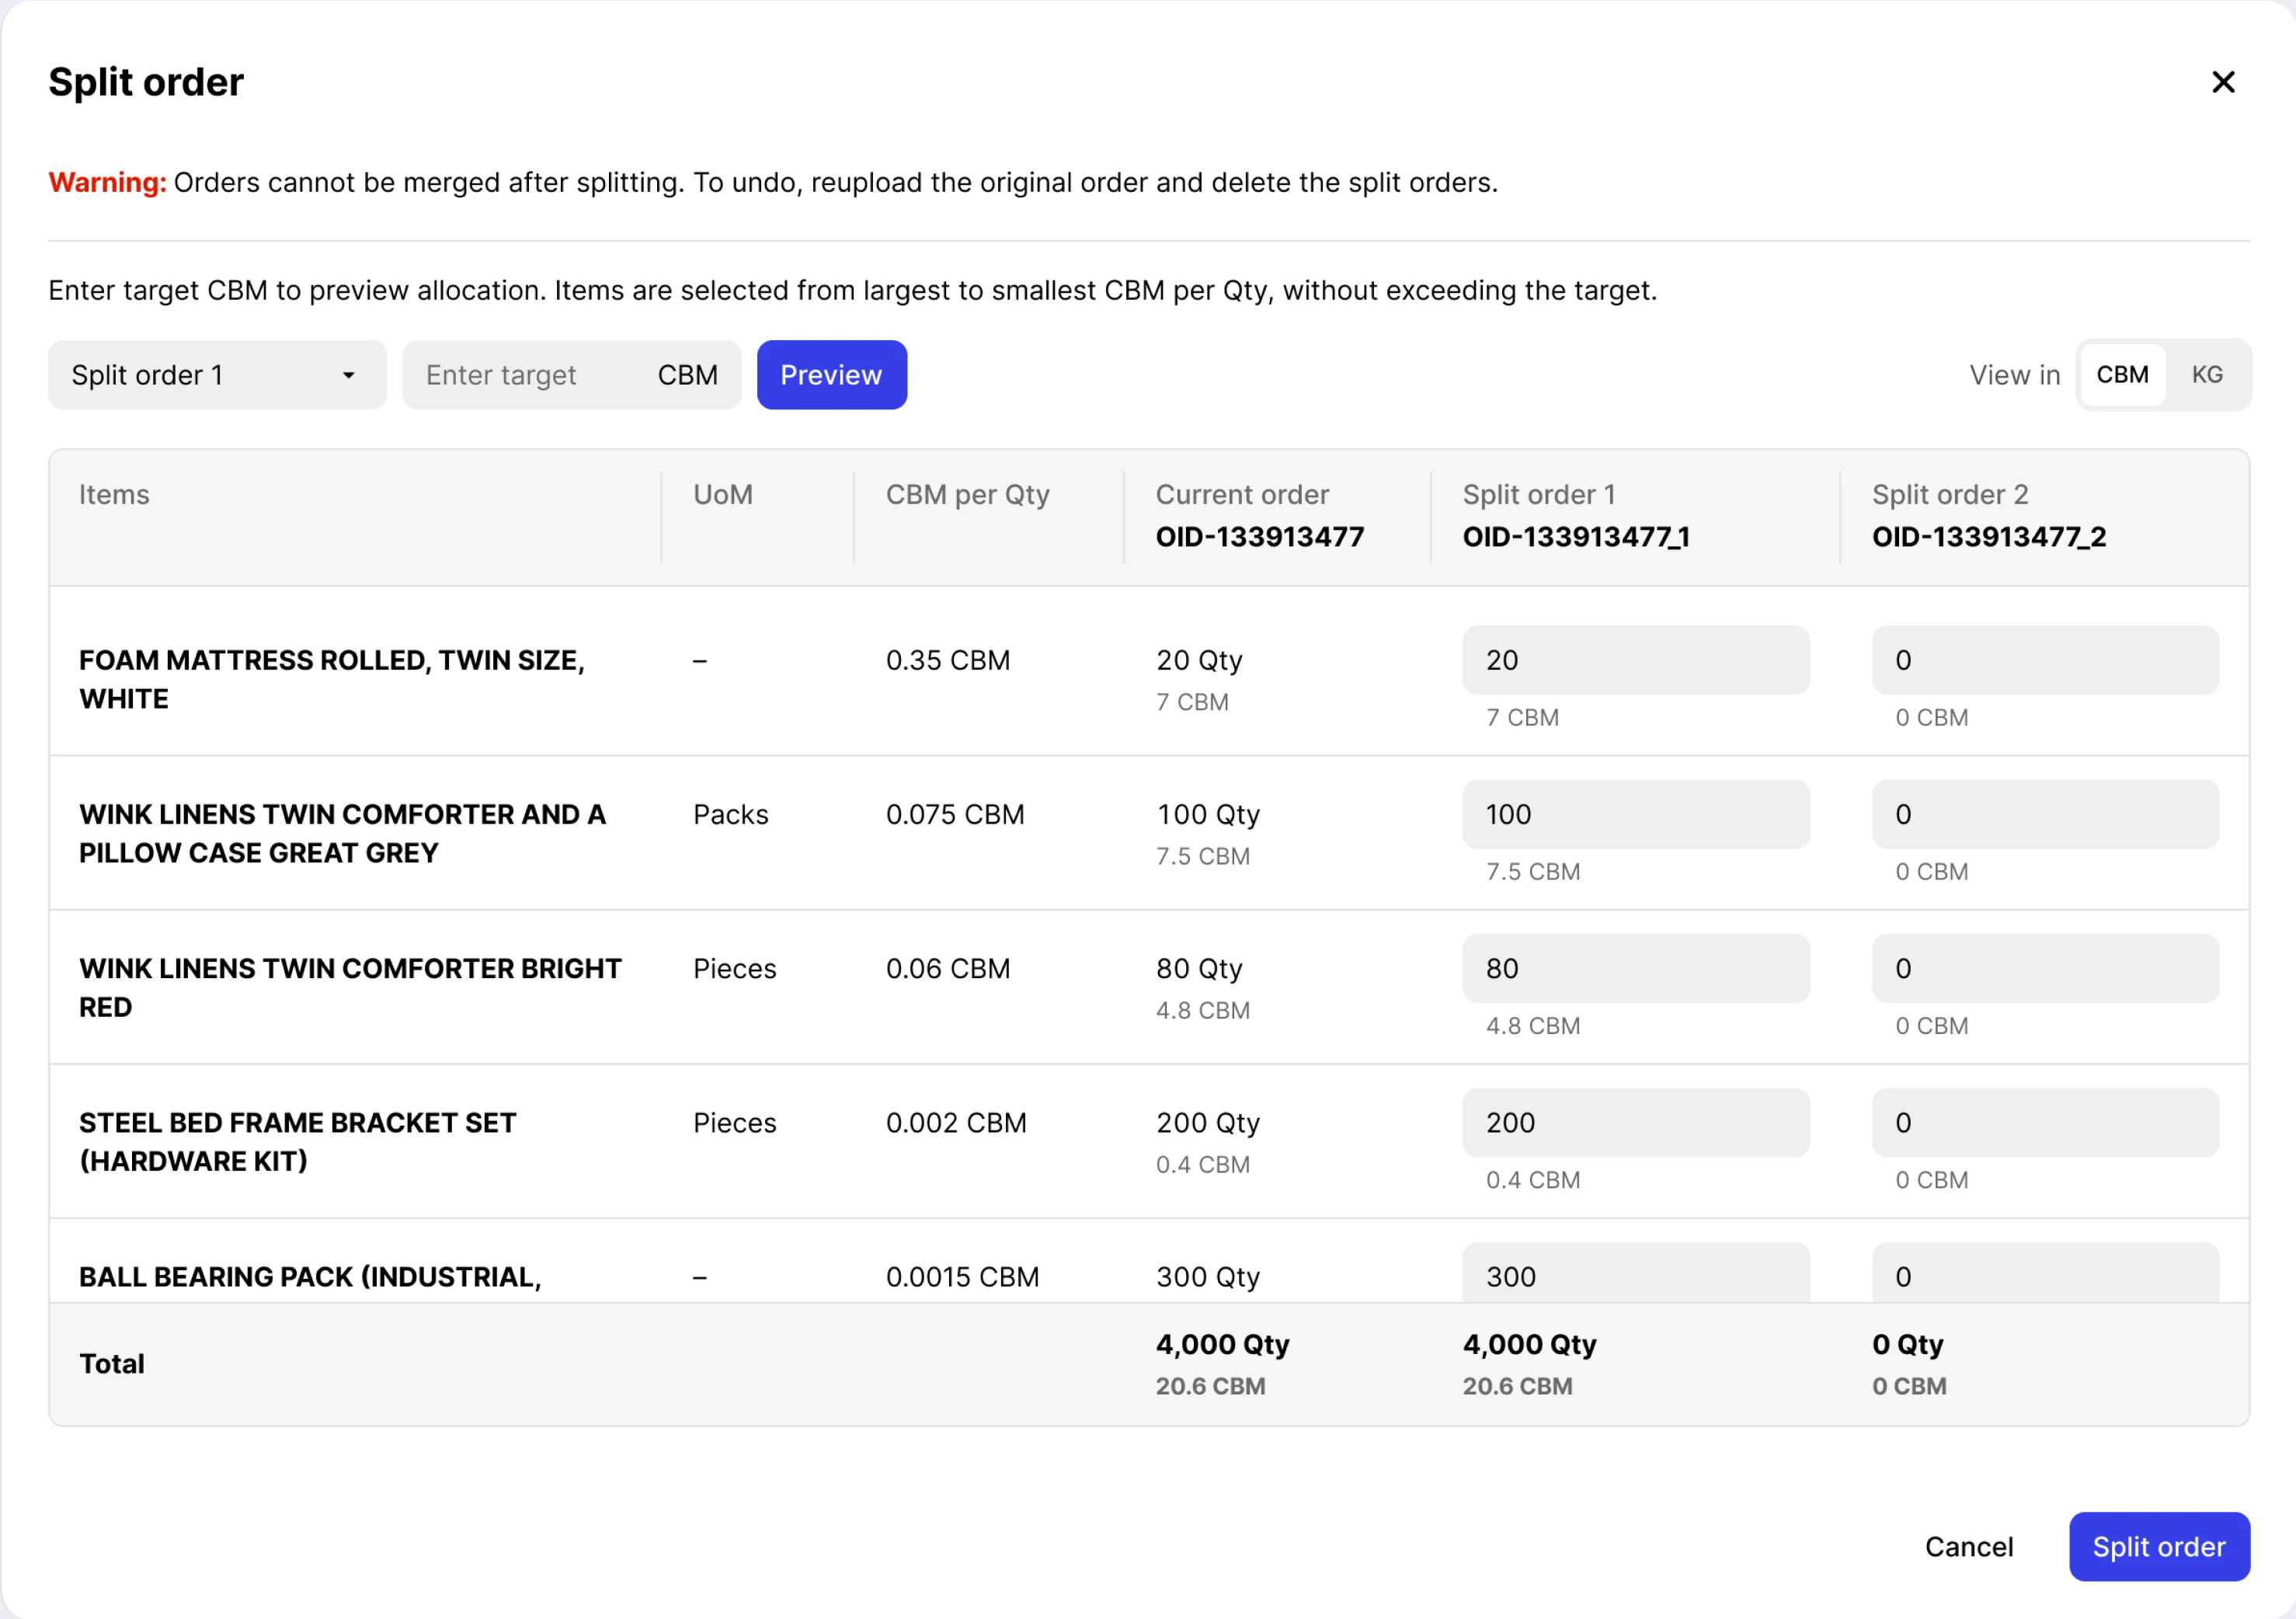 Split order
Warning: Orders cannot be merged after splitting. To undo, reupload the original order and delete the split orders.
Enter target CBM to preview allocation. Items are selected from largest to smallest CBM per Qty, without exceeding the target.
Split order 1
Enter target CBM
Preview
View in CBM KG
Items UoM CBM per Qty Current order Split order 1 Split order 2
OID-133913477 OID-133913477_1 OID-133913477_2
FOAM MATTRESS ROLLED, TWIN SIZE, – 0.35 CBM 20 Qty 20 0
WHITE 7 CBM 7 CBM 0 CBM
WINK LINENS TWIN COMFORTER AND A Packs 0.075 CBM 100 Qty 100 0
PILLOW CASE GREAT GREY 7.5 CBM 7.5 CBM 0 CBM
WINK LINENS TWIN COMFORTER BRIGHT Pieces 0.06 CBM 80 Qty 80 0
RED 4.8 CBM 4.8 CBM 0 CBM
STEEL BED FRAME BRACKET SET Pieces 0.002 CBM 200 Qty 200 0
(HARDWARE KIT) 0.4 CBM 0.4 CBM 0 CBM
BALL BEARING PACK (INDUSTRIAL, – 0.0015 CBM 300 Qty 300 0
Total 4,000 Qty 4,000 Qty 0 Qty
20.6 CBM 20.6 CBM 0 CBM
Cancel Split order